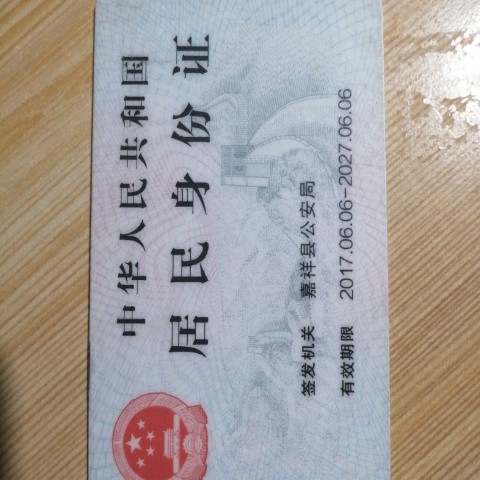 中华人民共和国
居民身份证
签发机关 嘉祥县公安局
有效期限 2017.06.06-2027.06.06